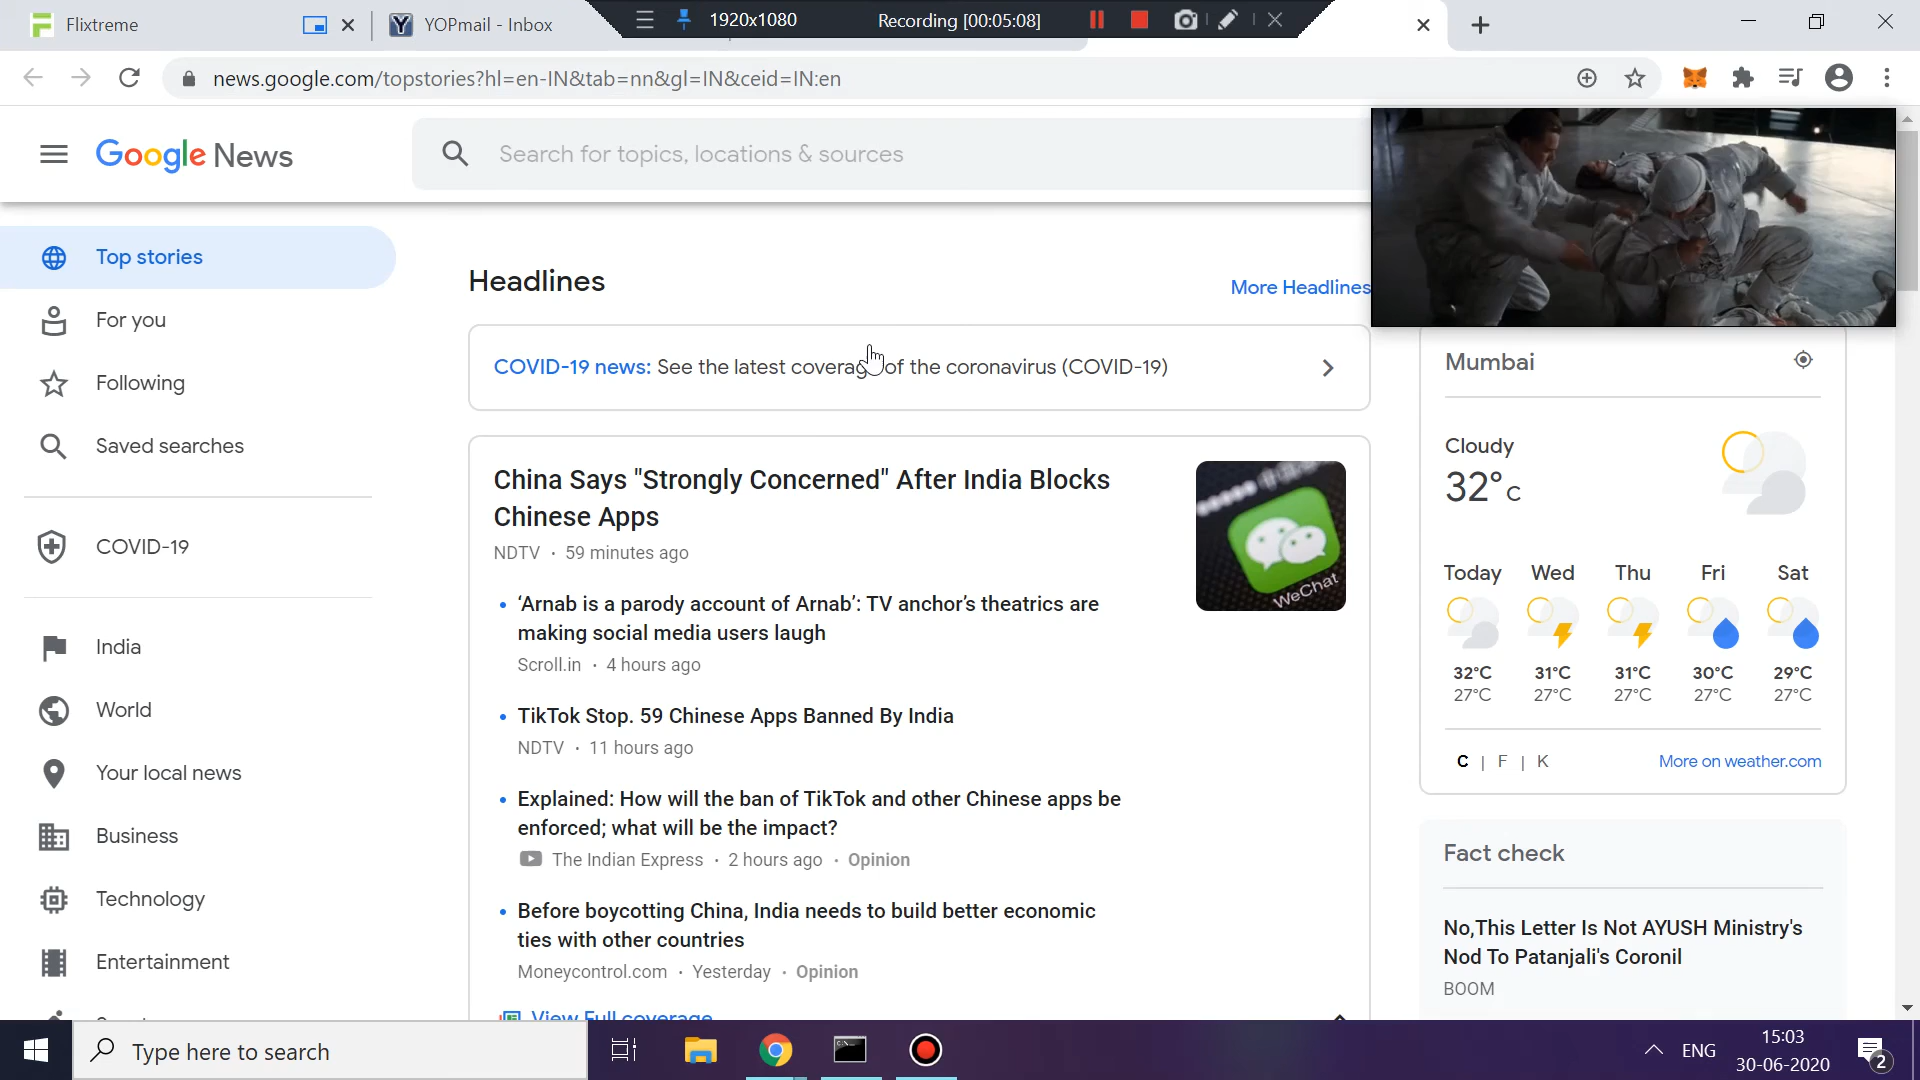 Flixtreme
YOPmail - Inbox
1920x1080
Recording [00:05:08]
news.google.com/topstories?hl=en-IN&tab=nn&gl=IN&ceid=IN:en
Google News
Search for topics, locations & sources
Top stories
For you
Following
Saved searches
COVID-19
India
World
Your local news
Business
Technology
Entertainment
Headlines
More Headlines
COVID-19 news: See the latest coverage of the coronavirus (COVID-19)
China Says "Strongly Concerned" After India Blocks
Chinese Apps
NDTV · 59 minutes ago
WeChat
‘Arnab is a parody account of Arnab’: TV anchor’s theatrics are
making social media users laugh
Scroll.in · 4 hours ago
TikTok Stop. 59 Chinese Apps Banned By India
NDTV · 11 hours ago
Explained: How will the ban of TikTok and other Chinese apps be
enforced; what will be the impact?
The Indian Express · 2 hours ago · Opinion
Before boycotting China, India needs to build better economic
ties with other countries
Moneycontrol.com · Yesterday · Opinion
View Full coverage
Mumbai
Cloudy
32° C
Today Wed Thu Fri Sat
32°C 31°C 31°C 30°C 29°C
27°C 27°C 27°C 27°C 27°C
C | F | K
More on weather.com
Fact check
No,This Letter Is Not AYUSH Ministry's
Nod To Patanjali's Coronil
BOOM
Type here to search
ENG
15:03
30-06-2020
2